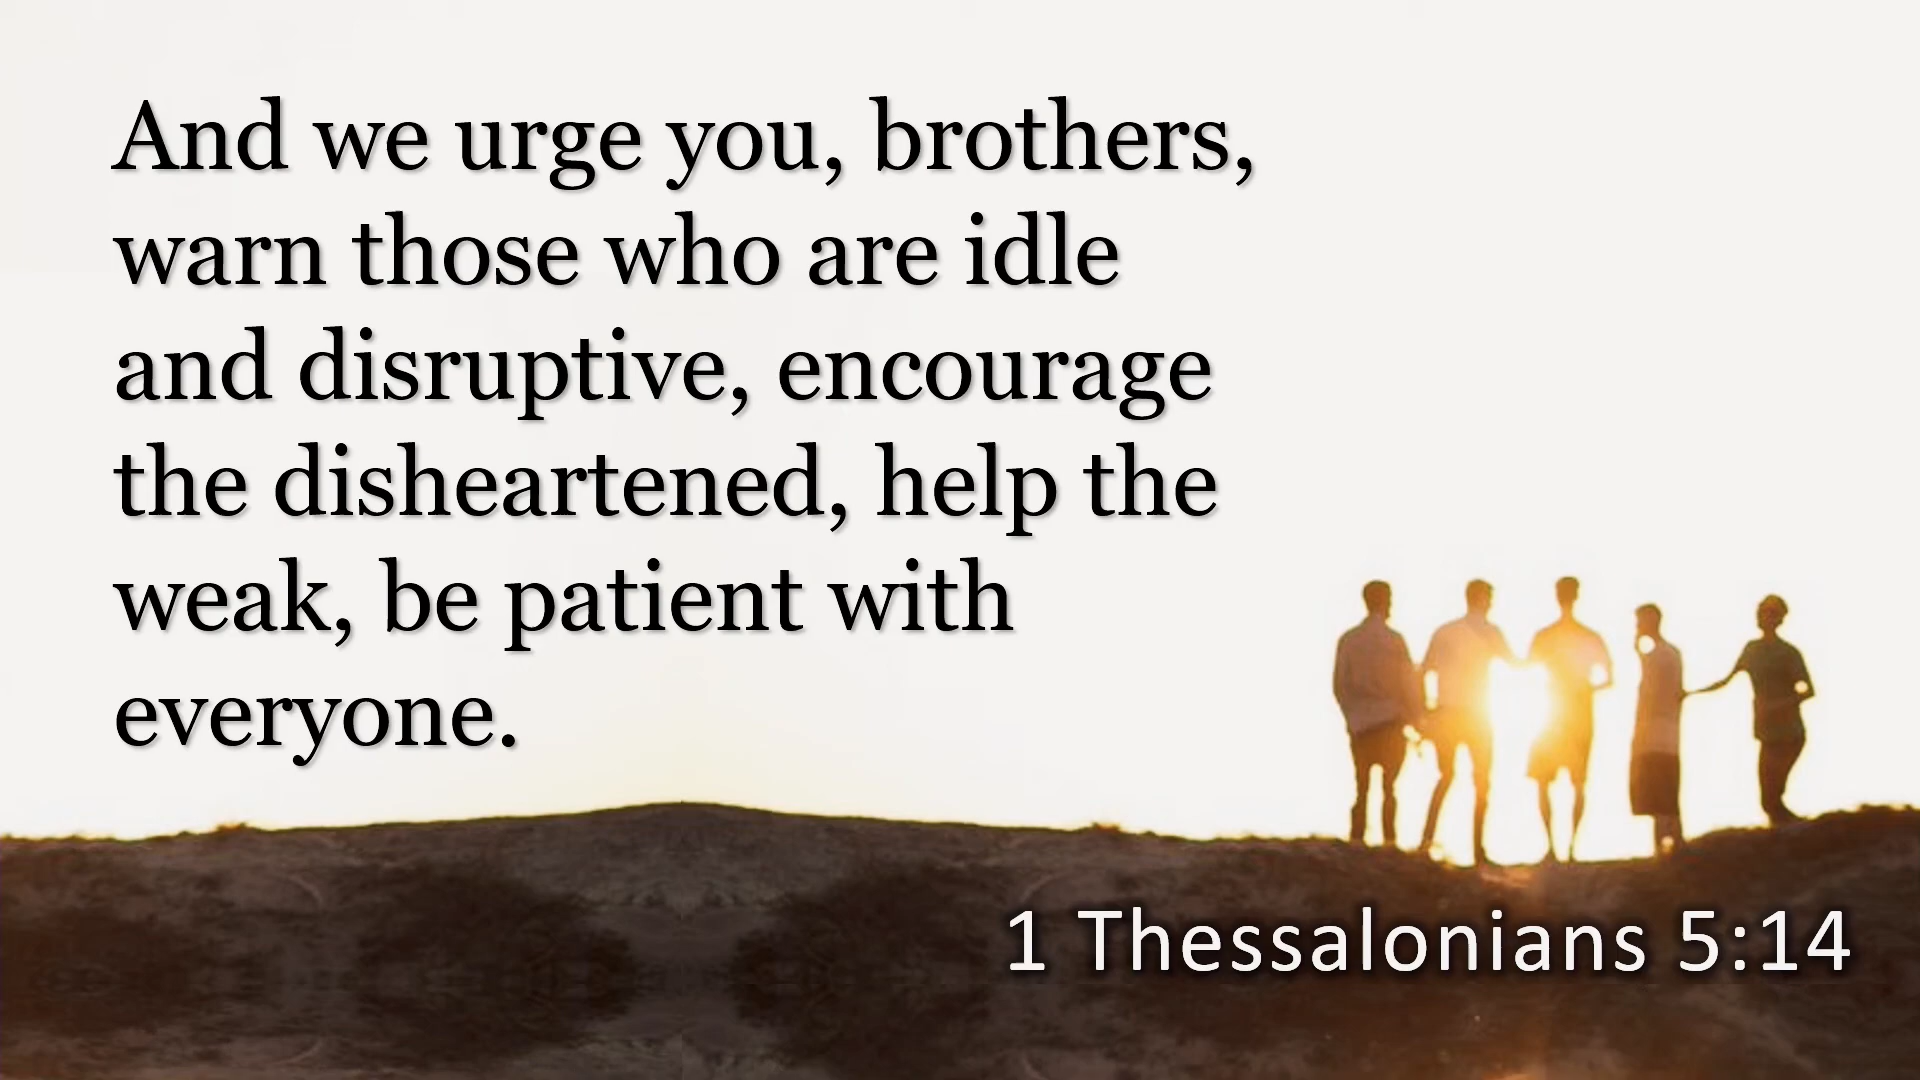 And we urge you, brothers,
warn those who are idle
and disruptive, encourage
the disheartened, help the
weak, be patient with
everyone.
1 Thessalonians 5:14